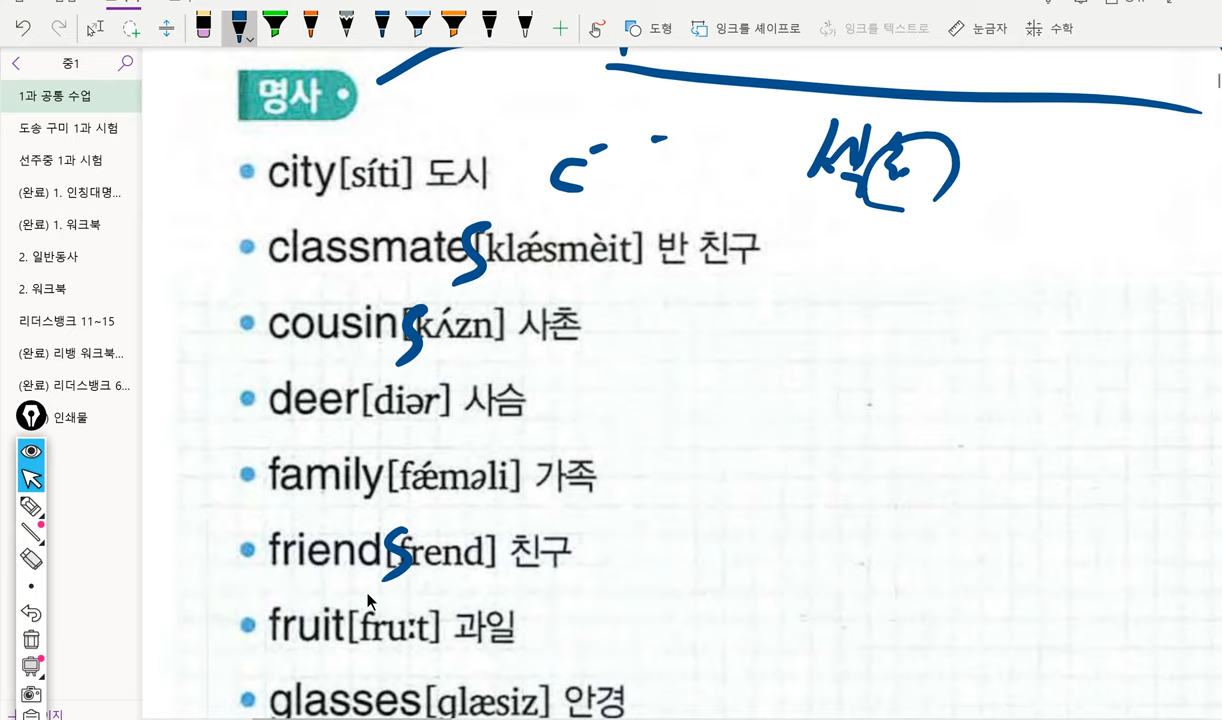 도형 잉크를 셰이프로 잉크를 텍스트로 눈금자 수학
중1
1과 공통 수업
도송 구미 1과 시험
선주중 1과 시험
(완료) 1. 인칭대명...
(완료) 1. 워크북
2. 일반동사
2. 워크북
리더스뱅크 11~15
(완료) 리뱅 워크북...
(완료) 리더스뱅크 6...
인쇄물
명사
city[síti] 도시
classmates[klǽsmèit] 반 친구
cousins[kʌ́zn] 사촌
deer[diər] 사슴
family[fǽməli] 가족
friends[frend] 친구
fruit[fruːt] 과일
glasses[glæsiz] 안경